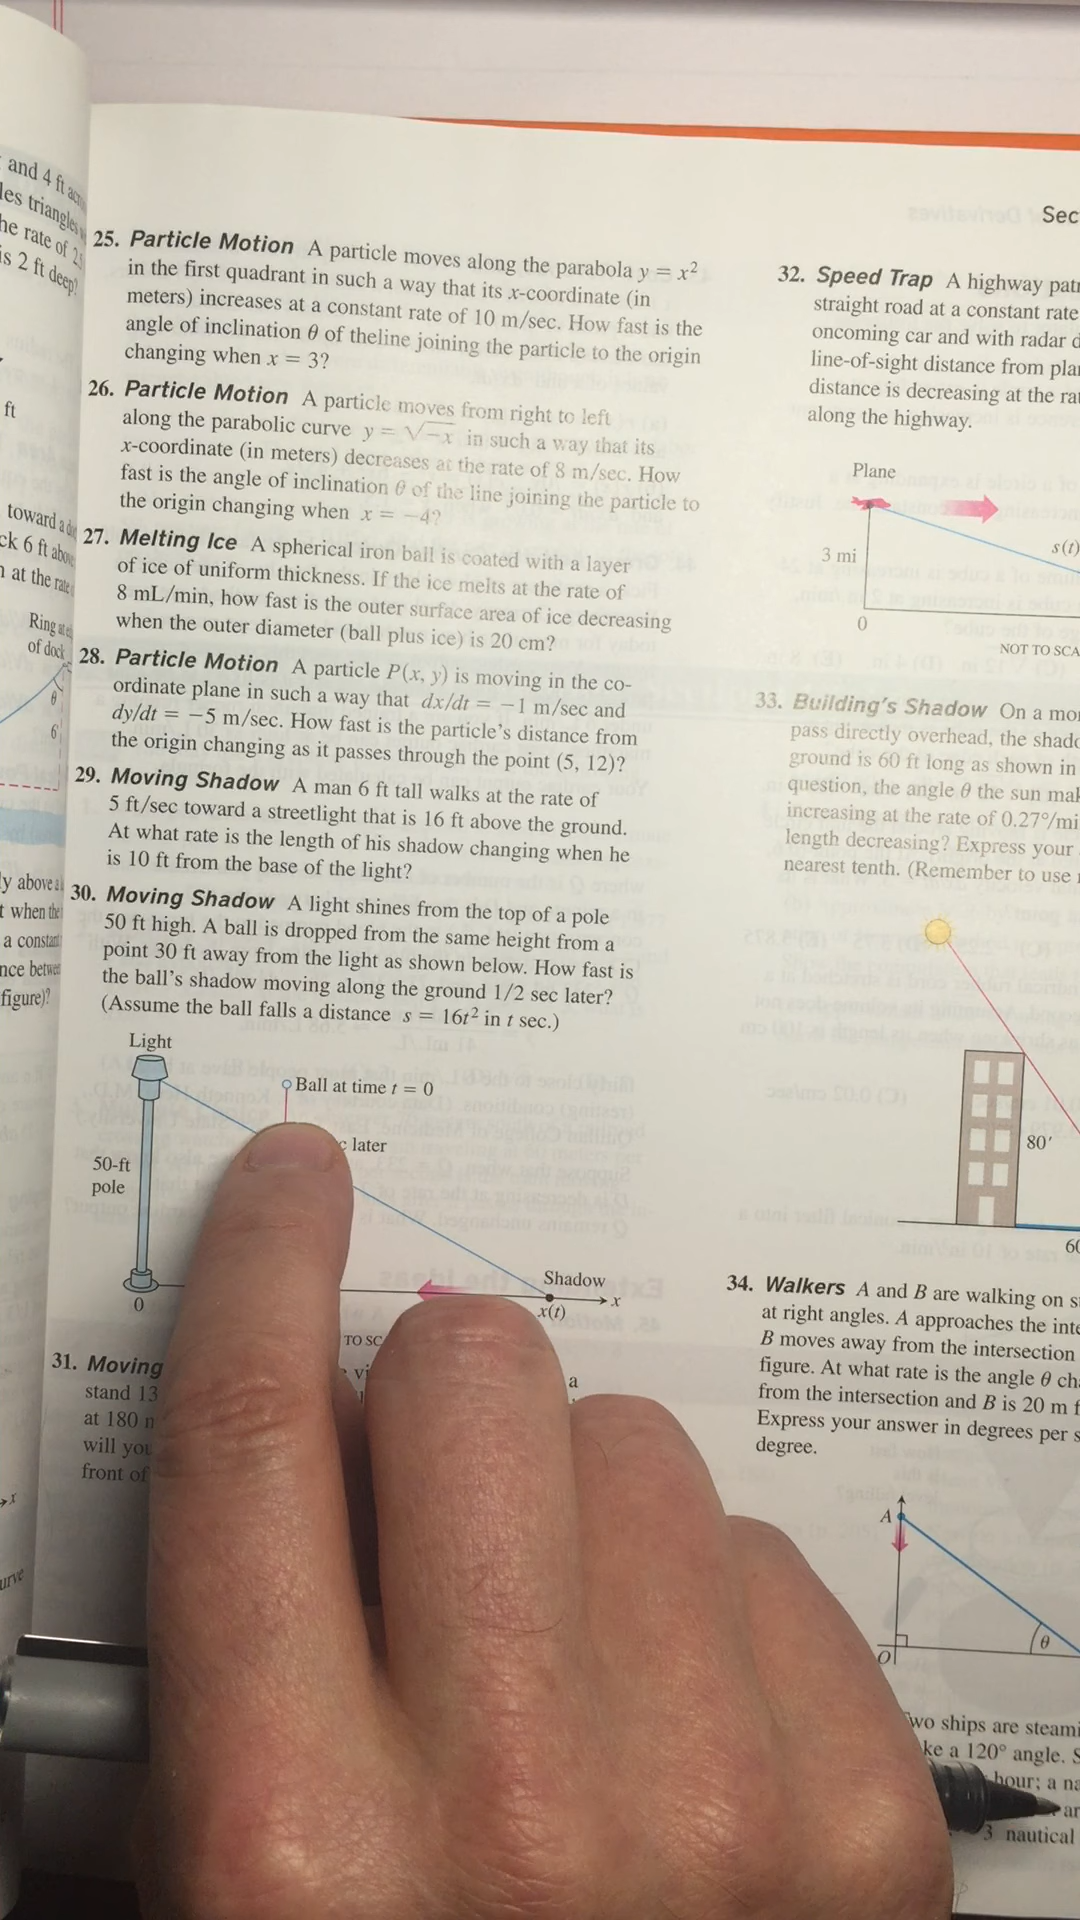 and 4 ft
les triangles
he rate of
is 2 ft deep?
ft
toward a
ck 6 ft above
at the rate
Ring at
of dock
θ
6'
ly above
t when the
a constant
nce between
figure)?
x
urve
25. Particle Motion A particle moves along the parabola y = x²
in the first quadrant in such a way that its x-coordinate (in
meters) increases at a constant rate of 10 m/sec. How fast is the
angle of inclination θ of theline joining the particle to the origin
changing when x = 3?
26. Particle Motion A particle moves from right to left
along the parabolic curve y = √−x in such a way that its
x-coordinate (in meters) decreases at the rate of 8 m/sec. How
fast is the angle of inclination θ of the line joining the particle to
the origin changing when x = −4?
27. Melting Ice A spherical iron ball is coated with a layer
of ice of uniform thickness. If the ice melts at the rate of
8 mL/min, how fast is the outer surface area of ice decreasing
when the outer diameter (ball plus ice) is 20 cm?
28. Particle Motion A particle P(x, y) is moving in the co-
ordinate plane in such a way that dx/dt = −1 m/sec and
dy/dt = −5 m/sec. How fast is the particle's distance from
the origin changing as it passes through the point (5, 12)?
29. Moving Shadow A man 6 ft tall walks at the rate of
5 ft/sec toward a streetlight that is 16 ft above the ground.
At what rate is the length of his shadow changing when he
is 10 ft from the base of the light?
30. Moving Shadow A light shines from the top of a pole
50 ft high. A ball is dropped from the same height from a
point 30 ft away from the light as shown below. How fast is
the ball's shadow moving along the ground 1/2 sec later?
(Assume the ball falls a distance s = 16t² in t sec.)
Light
Ball at time t = 0
c later
50-ft
pole
Shadow
0
x(t)
x
TO SC
31. Moving
stand 13
at 180
will you
front of
a
Sec
32. Speed Trap A highway patr
straight road at a constant rate
oncoming car and with radar d
line-of-sight distance from plan
distance is decreasing at the rat
along the highway.
Plane
s(t)
3 mi
0
NOT TO SCA
33. Building's Shadow On a mor
pass directly overhead, the shado
ground is 60 ft long as shown in
question, the angle θ the sun mak
increasing at the rate of 0.27°/mi
length decreasing? Express your
nearest tenth. (Remember to use
80'
60
34. Walkers A and B are walking on s
at right angles. A approaches the inte
B moves away from the intersection
figure. At what rate is the angle θ cha
from the intersection and B is 20 m f
Express your answer in degrees per s
degree.
A
O
θ
wo ships are steami
ke a 120° angle. S
hour; a na
ar
3 nautical